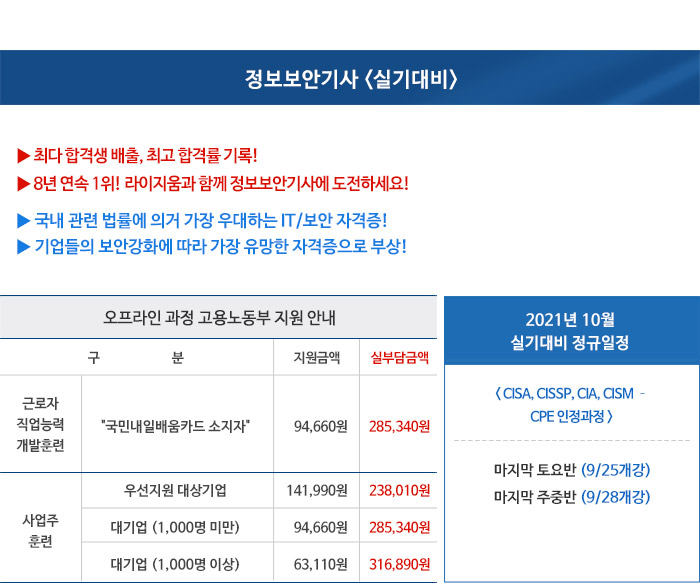 정보보안기사 <실기대비>
▶ 최다 합격생 배출, 최고 합격률 기록!
▶ 8년 연속 1위! 라이지움과 함께 정보보안기사에 도전하세요!
▶ 국내 관련 법률에 의거 가장 우대하는 IT/보안 자격증!
▶ 기업들의 보안강화에 따라 가장 유망한 자격증으로 부상!
오프라인 과정 고용노동부 지원 안내
구 분 지원금액 실부담금액
근로자
직업능력
개발훈련
"국민내일배움카드 소지자" 94,660원 285,340원
사업주
훈련
우선지원 대상기업 141,990원 238,010원
대기업 (1,000명 미만) 94,660원 285,340원
대기업 (1,000명 이상) 63,110원 316,890원
2021년 10월
실기대비 정규일정
< CISA, CISSP, CIA, CISM -
CPE 인정과정 >
마지막 토요반 (9/25개강)
마지막 주중반 (9/28개강)